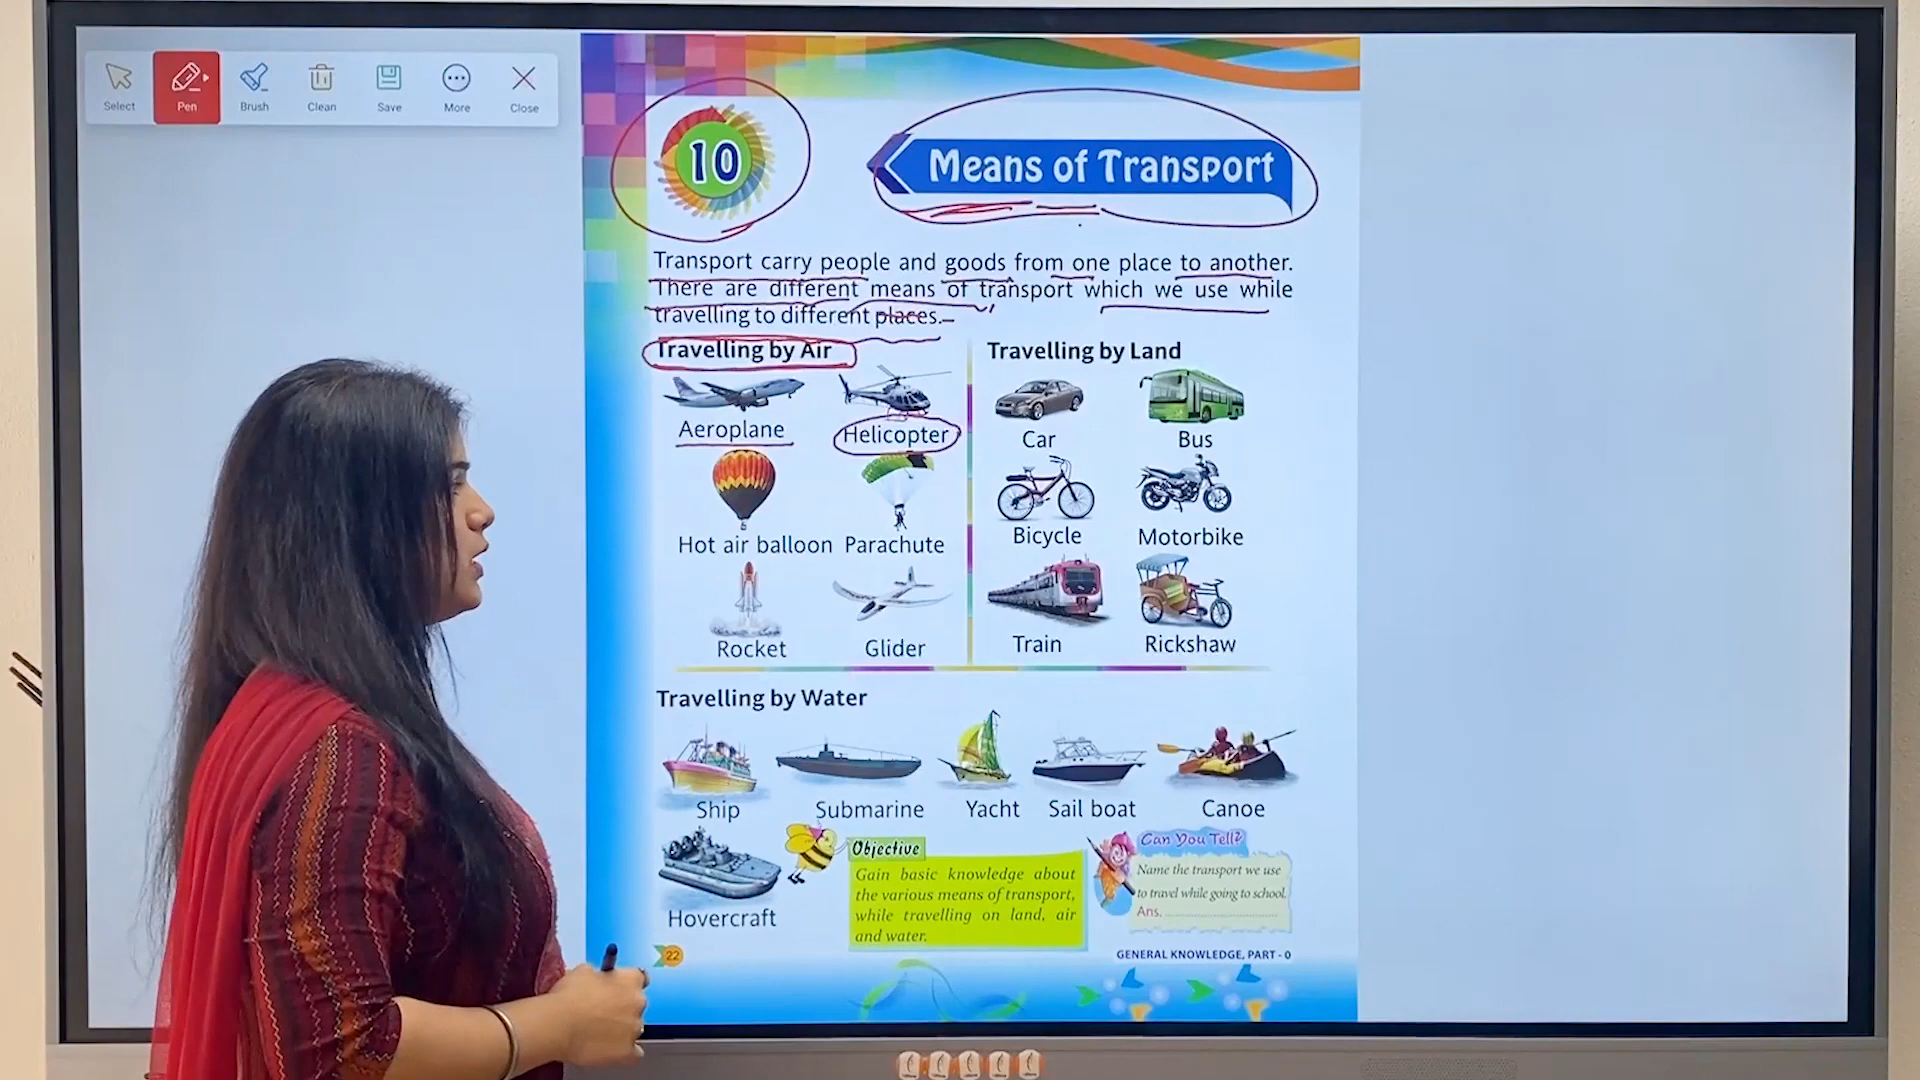 Select Pen Brush Clean Save More Close
10
Means of Transport
Transport carry people and goods from one place to another.
There are different means of transport which we use while
travelling to different places.
Travelling by Air
Aeroplane Helicopter
Hot air balloon Parachute
Rocket Glider
Travelling by Land
Car Bus
Bicycle Motorbike
Train Rickshaw
Travelling by Water
Ship Submarine Yacht Sail boat Canoe
Hovercraft
Objective
Gain basic knowledge about
the various means of transport,
while travelling on land, air
and water.
Can You Tell?
Name the transport we use
to travel while going to school.
Ans. ..............................
22
GENERAL KNOWLEDGE, PART - 0